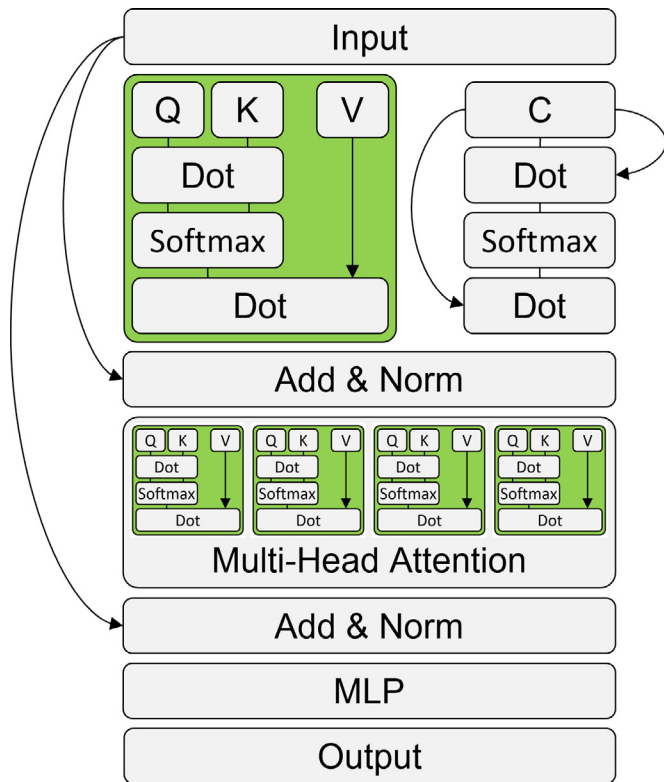 Input
Q K V
Dot
Softmax
Dot
C
Dot
Softmax
Dot
Add & Norm
Q K V
Dot
Softmax
Dot
Q K V
Dot
Softmax
Dot
Q K V
Dot
Softmax
Dot
Q K V
Dot
Softmax
Dot
Multi-Head Attention
Add & Norm
MLP
Output